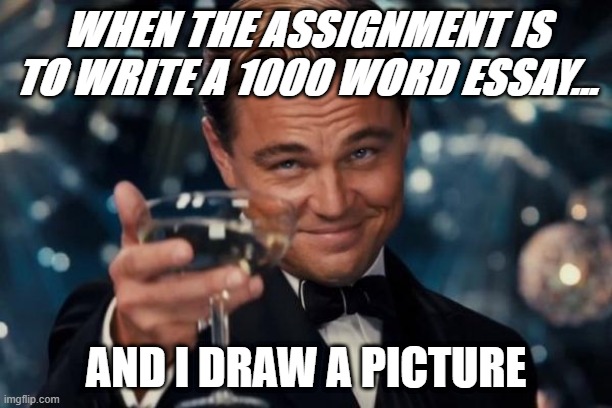 WHEN THE ASSIGNMENT IS
TO WRITE A 1000 WORD ESSAY...
AND I DRAW A PICTURE
imgflip.com